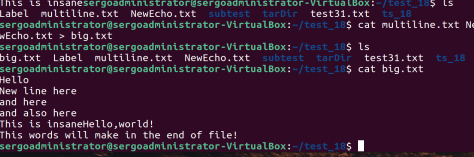 This is insanesergoadministrator@sergoadministrator-VirtualBox:~/test_18$ ls
Label  multiline.txt  NewEcho.txt  subtest  tarDir  test31.txt  ts_18
sergoadministrator@sergoadministrator-VirtualBox:~/test_18$ cat multiline.txt Ne
wEcho.txt > big.txt
sergoadministrator@sergoadministrator-VirtualBox:~/test_18$ ls
big.txt  Label  multiline.txt  NewEcho.txt  subtest  tarDir  test31.txt  ts_18
sergoadministrator@sergoadministrator-VirtualBox:~/test_18$ cat big.txt
Hello
New line here
and here
and also here
This is insaneHello,world!
This words will make in the end of file!
sergoadministrator@sergoadministrator-VirtualBox:~/test_18$